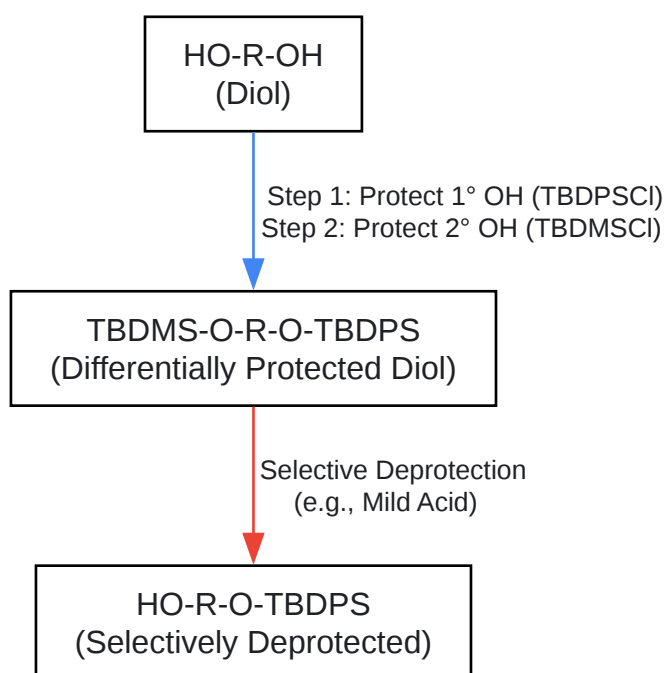 HO-R-OH
(Diol)
Step 1: Protect 1° OH (TBDPSCl)
Step 2: Protect 2° OH (TBDMSCl)
TBDMS-O-R-O-TBDPS
(Differentially Protected Diol)
Selective Deprotection
(e.g., Mild Acid)
HO-R-O-TBDPS
(Selectively Deprotected)